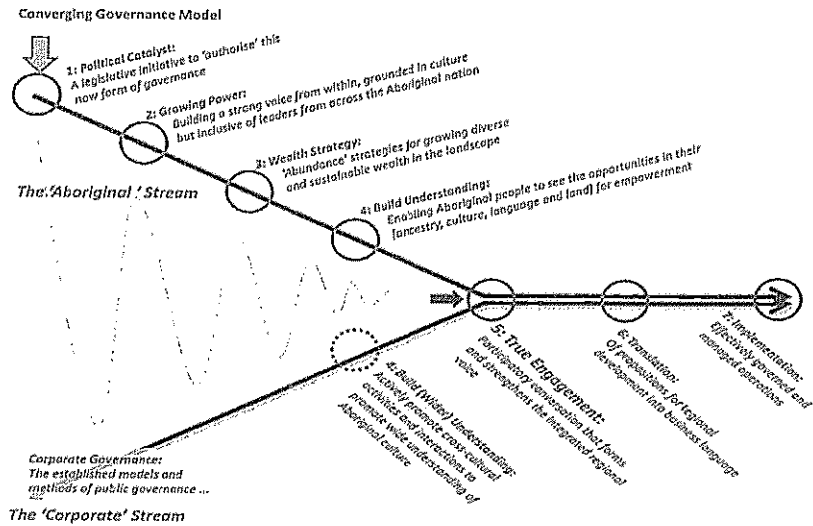 Converging Governance Model
1: Political Catalyst:
A legislative initiative to 'authorise' this
now form of governance
2: Growing Power:
Building a strong voice from within, grounded in culture
but inclusive of leaders from across the Aboriginal nation
3: Wealth Strategy:
'Abundance' strategies for growing diverse
and sustainable wealth in the landscape
The 'Aboriginal' Stream
4: Build Understanding:
Enabling Aboriginal people to see the opportunities in their
(ancestry, culture, language and land) for empowerment
5: True Engagement:
Participatory conversation that forms
and strengthens the integrated regional
voice
6: Translation:
Of propositions for regional
development into business language
7: Implementation:
Effectively governed and
managed operations
4: Build (Wider) Understanding:
Actively promote cross-cultural
activities and interactions to
promote wide understanding of
Aboriginal culture
Corporate Governance:
The established models and
methods of public governance ...
The 'Corporate' Stream